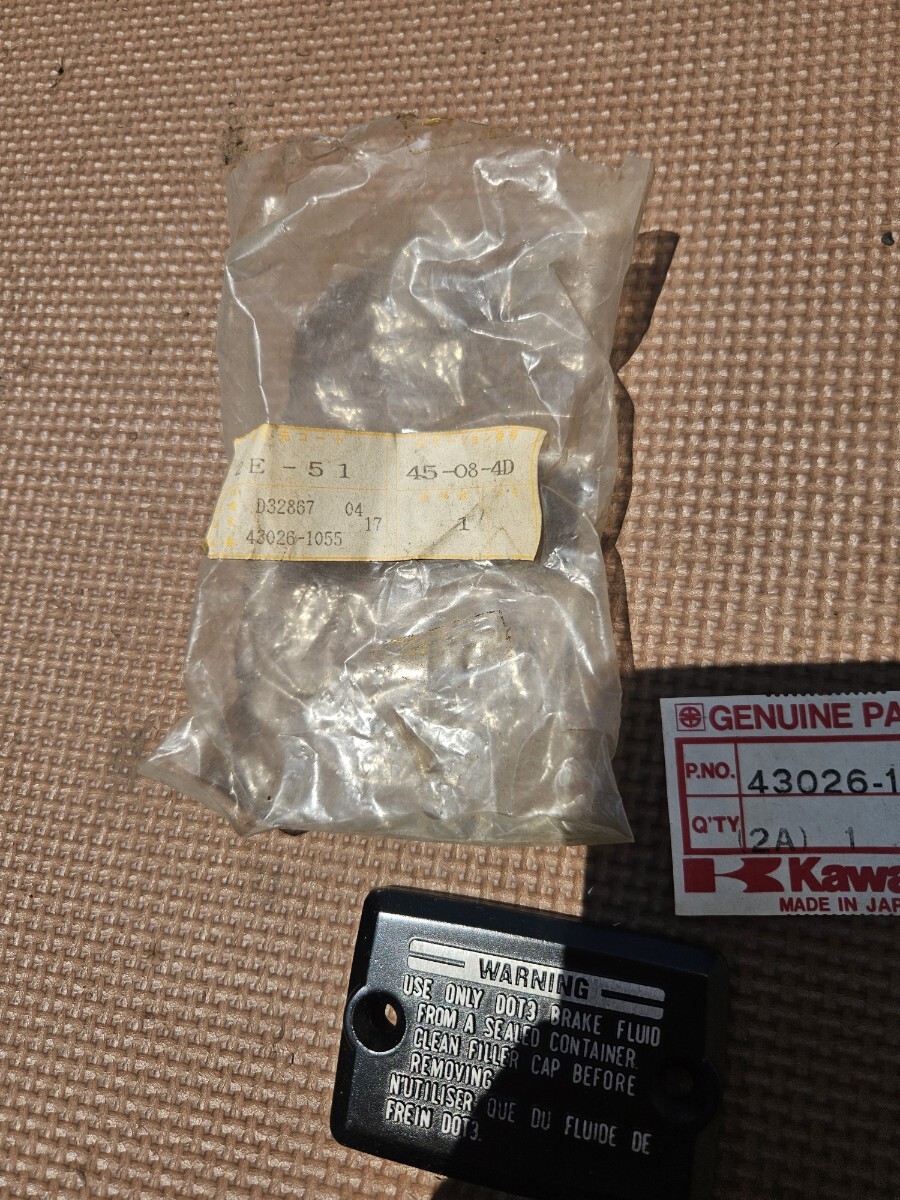 E-51 45-08-4D
D32867 04
17 1
43026-1055
GENUINE PA
P.NO. 43026-1
Q'TY (2A) 1
Kawa
MADE IN JAP
WARNING
USE ONLY DOT3 BRAKE FLUID
FROM A SEALED CONTAINER.
CLEAN FILLER CAP BEFORE
REMOVING
N'UTILISER QUE DU FLUIDE DE
FREIN DOT3.